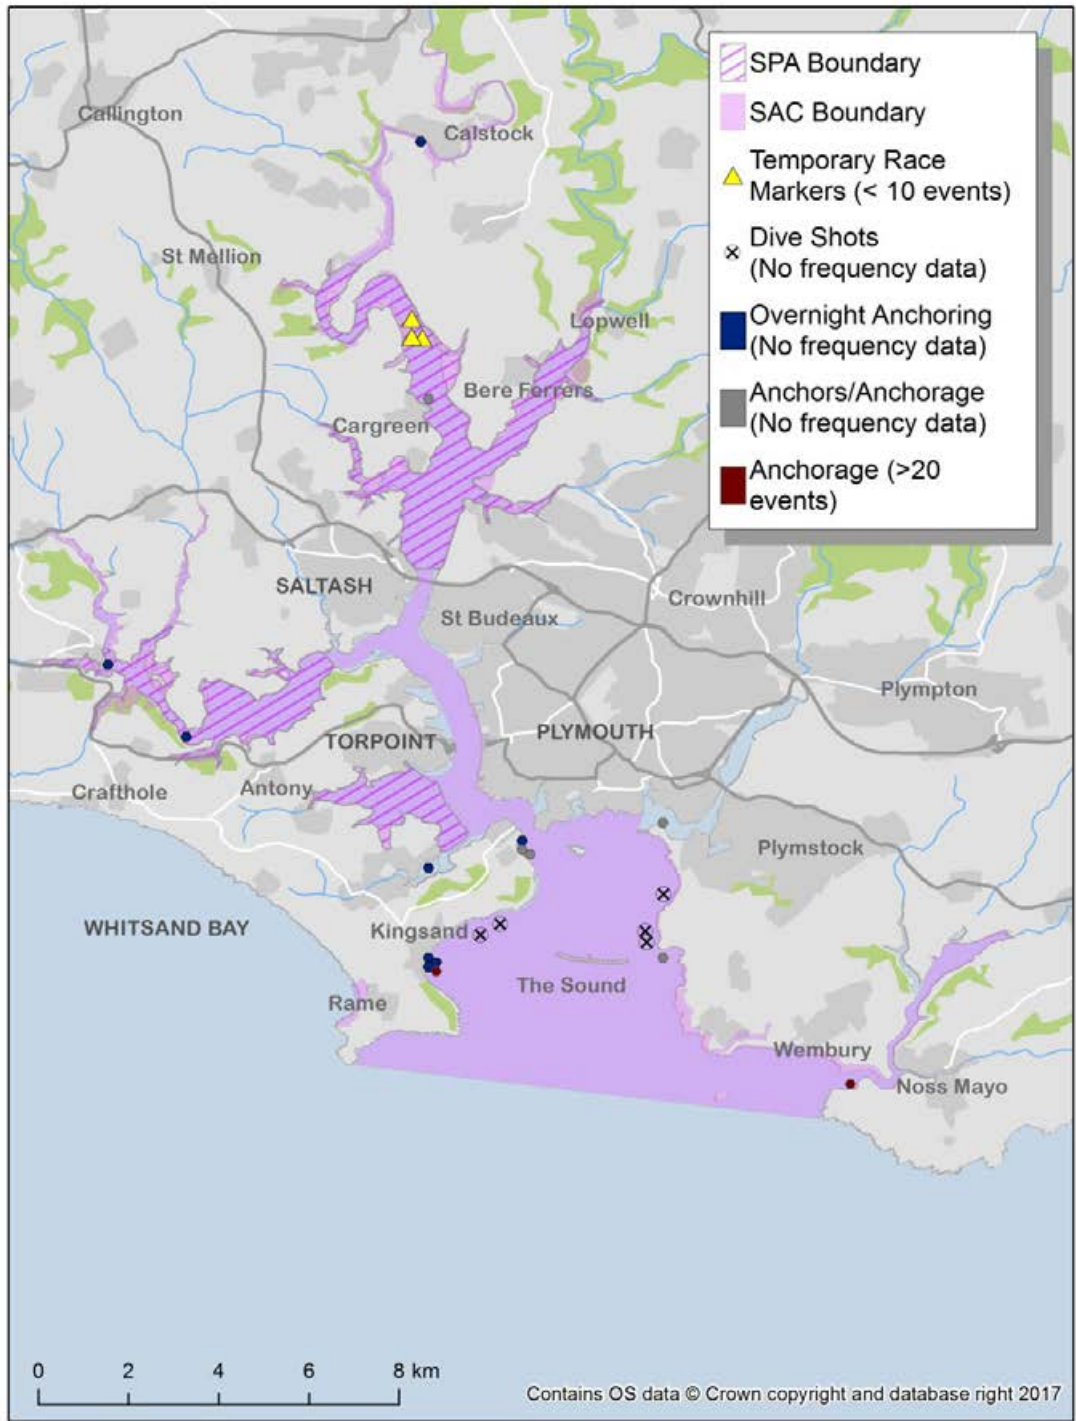 SPA Boundary
SAC Boundary
Temporary Race
Markers (< 10 events)
Dive Shots
(No frequency data)
Overnight Anchoring
(No frequency data)
Anchors/Anchorage
(No frequency data)
Anchorage (>20
events)
Callington
Calstock
St Mellion
Lopwell
Bere Ferrers
Cargreen
SALTASH
Crownhill
St Budeaux
Plympton
PLYMOUTH
TORPOINT
Crafthole
Antony
Plymstock
WHITSAND BAY
Kingsand
The Sound
Rame
Wembury
Noss Mayo
0 2 4 6 8 km
Contains OS data © Crown copyright and database right 2017